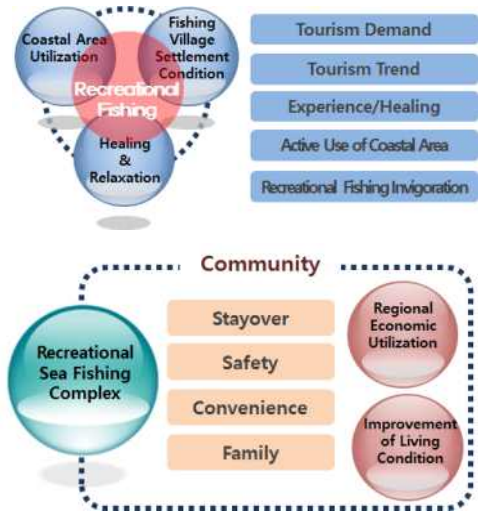 Coastal Area
Utilization
Fishing
Village
Settlement
Condition
Recreational
Fishing
Healing
&
Relaxation
Tourism Demand
Tourism Trend
Experience/Healing
Active Use of Coastal Area
Recreational Fishing Invigoration
Community
Recreational
Sea Fishing
Complex
Stayover
Safety
Convenience
Family
Regional
Economic
Utilization
Improvement
of Living
Condition